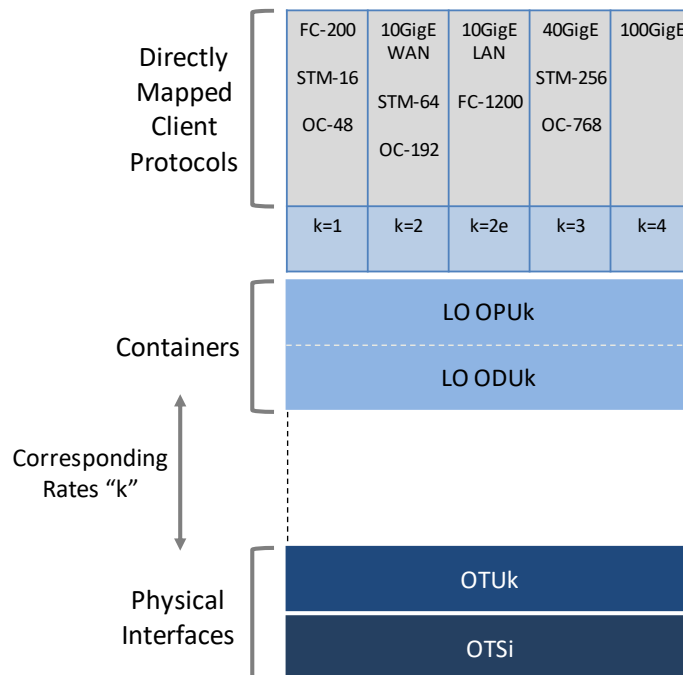 Directly
Mapped
Client
Protocols
FC-200
STM-16
OC-48
10GigE
WAN
STM-64
OC-192
10GigE
LAN
FC-1200
40GigE
STM-256
OC-768
100GigE
k=1
k=2
k=2e
k=3
k=4
Containers
LO OPUk
LO ODUk
Corresponding
Rates “k”
Physical
Interfaces
OTUk
OTSi